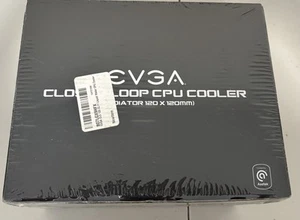 EVGA
CLOSED LOOP CPU COOLER
(RADIATOR 120 X 120MM)